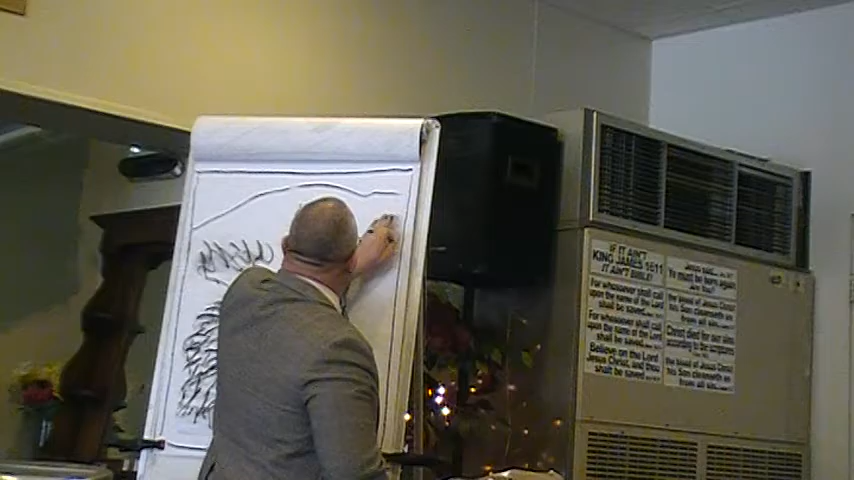 IF IT AIN'T
KING JAMES 1611
IT AIN'T BIBLE!
For whosoever shall call
upon the name of the Lord
shall be saved.
For whosoever shall call
upon the name of the Lord
shall be saved.
Believe on the Lord
Jesus Christ, and thou
shalt be saved
Jesus said...
Ye must be born again
Are You?
the blood of Jesus Christ
his Son cleanseth us
from all sin.
Christ died for our sins
according to the scriptures
the blood of Jesus Christ
his Son cleanseth us
from all sin.